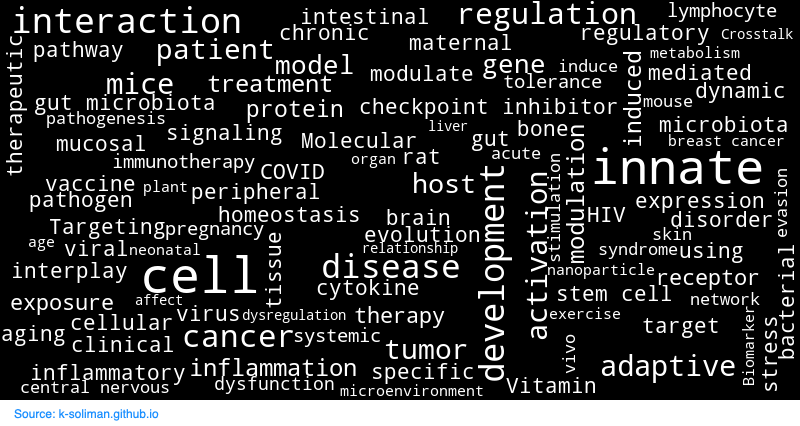 interaction
intestinal
regulation
lymphocyte
chronic
regulatory
Crosstalk
therapeutic
pathway
patient
maternal
metabolism
model
gene
induce
induced
mediated
mice
treatment
modulate
tolerance
dynamic
gut microbiota
protein
checkpoint inhibitor
mouse
pathogenesis
signaling
liver
bone
microbiota
mucosal
Molecular
gut
breast cancer
immunotherapy
organ
rat
acute
innate
COVID
vaccine
plant
peripheral
host
development
activation
stimulation
modulation
expression
evasion
pathogen
homeostasis
brain
HIV
disorder
Targeting
pregnancy
evolution
skin
age
viral
neonatal
tissue
relationship
syndrome
using
interplay
cell
disease
nanoparticle
receptor
bacterial
cytokine
stem cell
network
exposure
affect
virus
dysregulation
therapy
exercise
Biomarker
stress
aging
cellular
cancer
systemic
target
clinical
tumor
vivo
inflammatory
inflammation
specific
adaptive
central nervous
dysfunction
microenvironment
Vitamin
Source: k-soliman.github.io